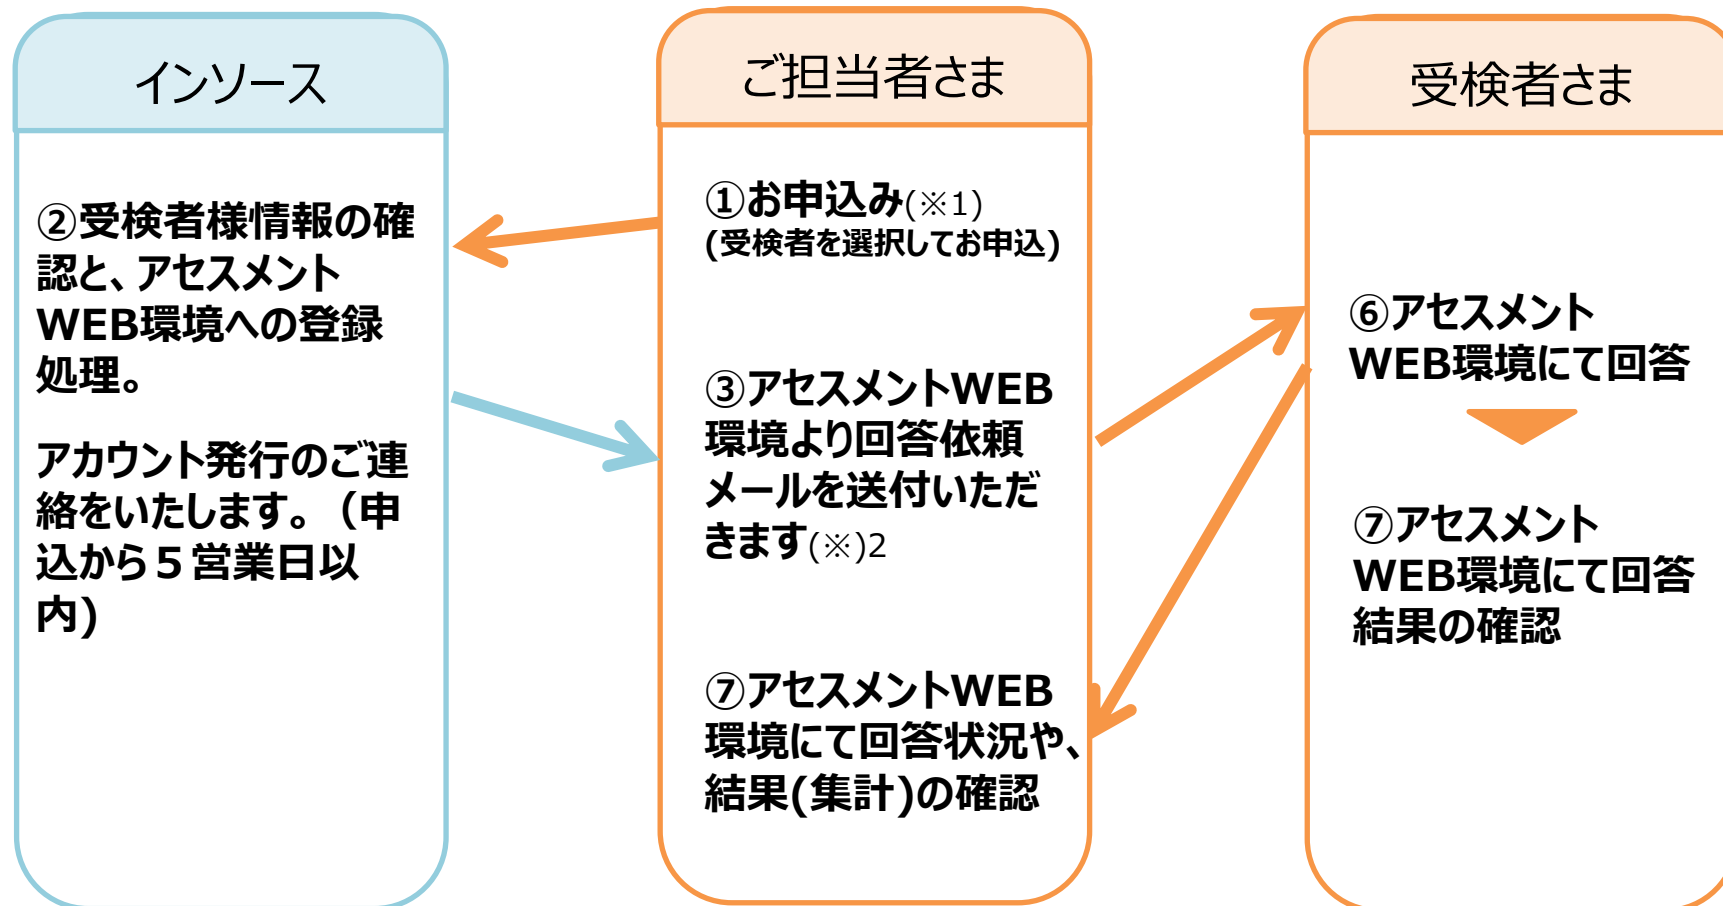 インソース
②受検者様情報の確
認と、アセスメント
WEB環境への登録
処理。
アカウント発行のご連
絡をいたします。（申
込から５営業日以
内)
ご担当者さま
①お申込み(※1)
(受検者を選択してお申込)
③アセスメントWEB
環境より回答依頼
メールを送付いただ
きます(※)2
⑦アセスメントWEB
環境にて回答状況や、
結果(集計)の確認
受検者さま
⑥アセスメント
WEB環境にて回答
⑦アセスメント
WEB環境にて回答
結果の確認